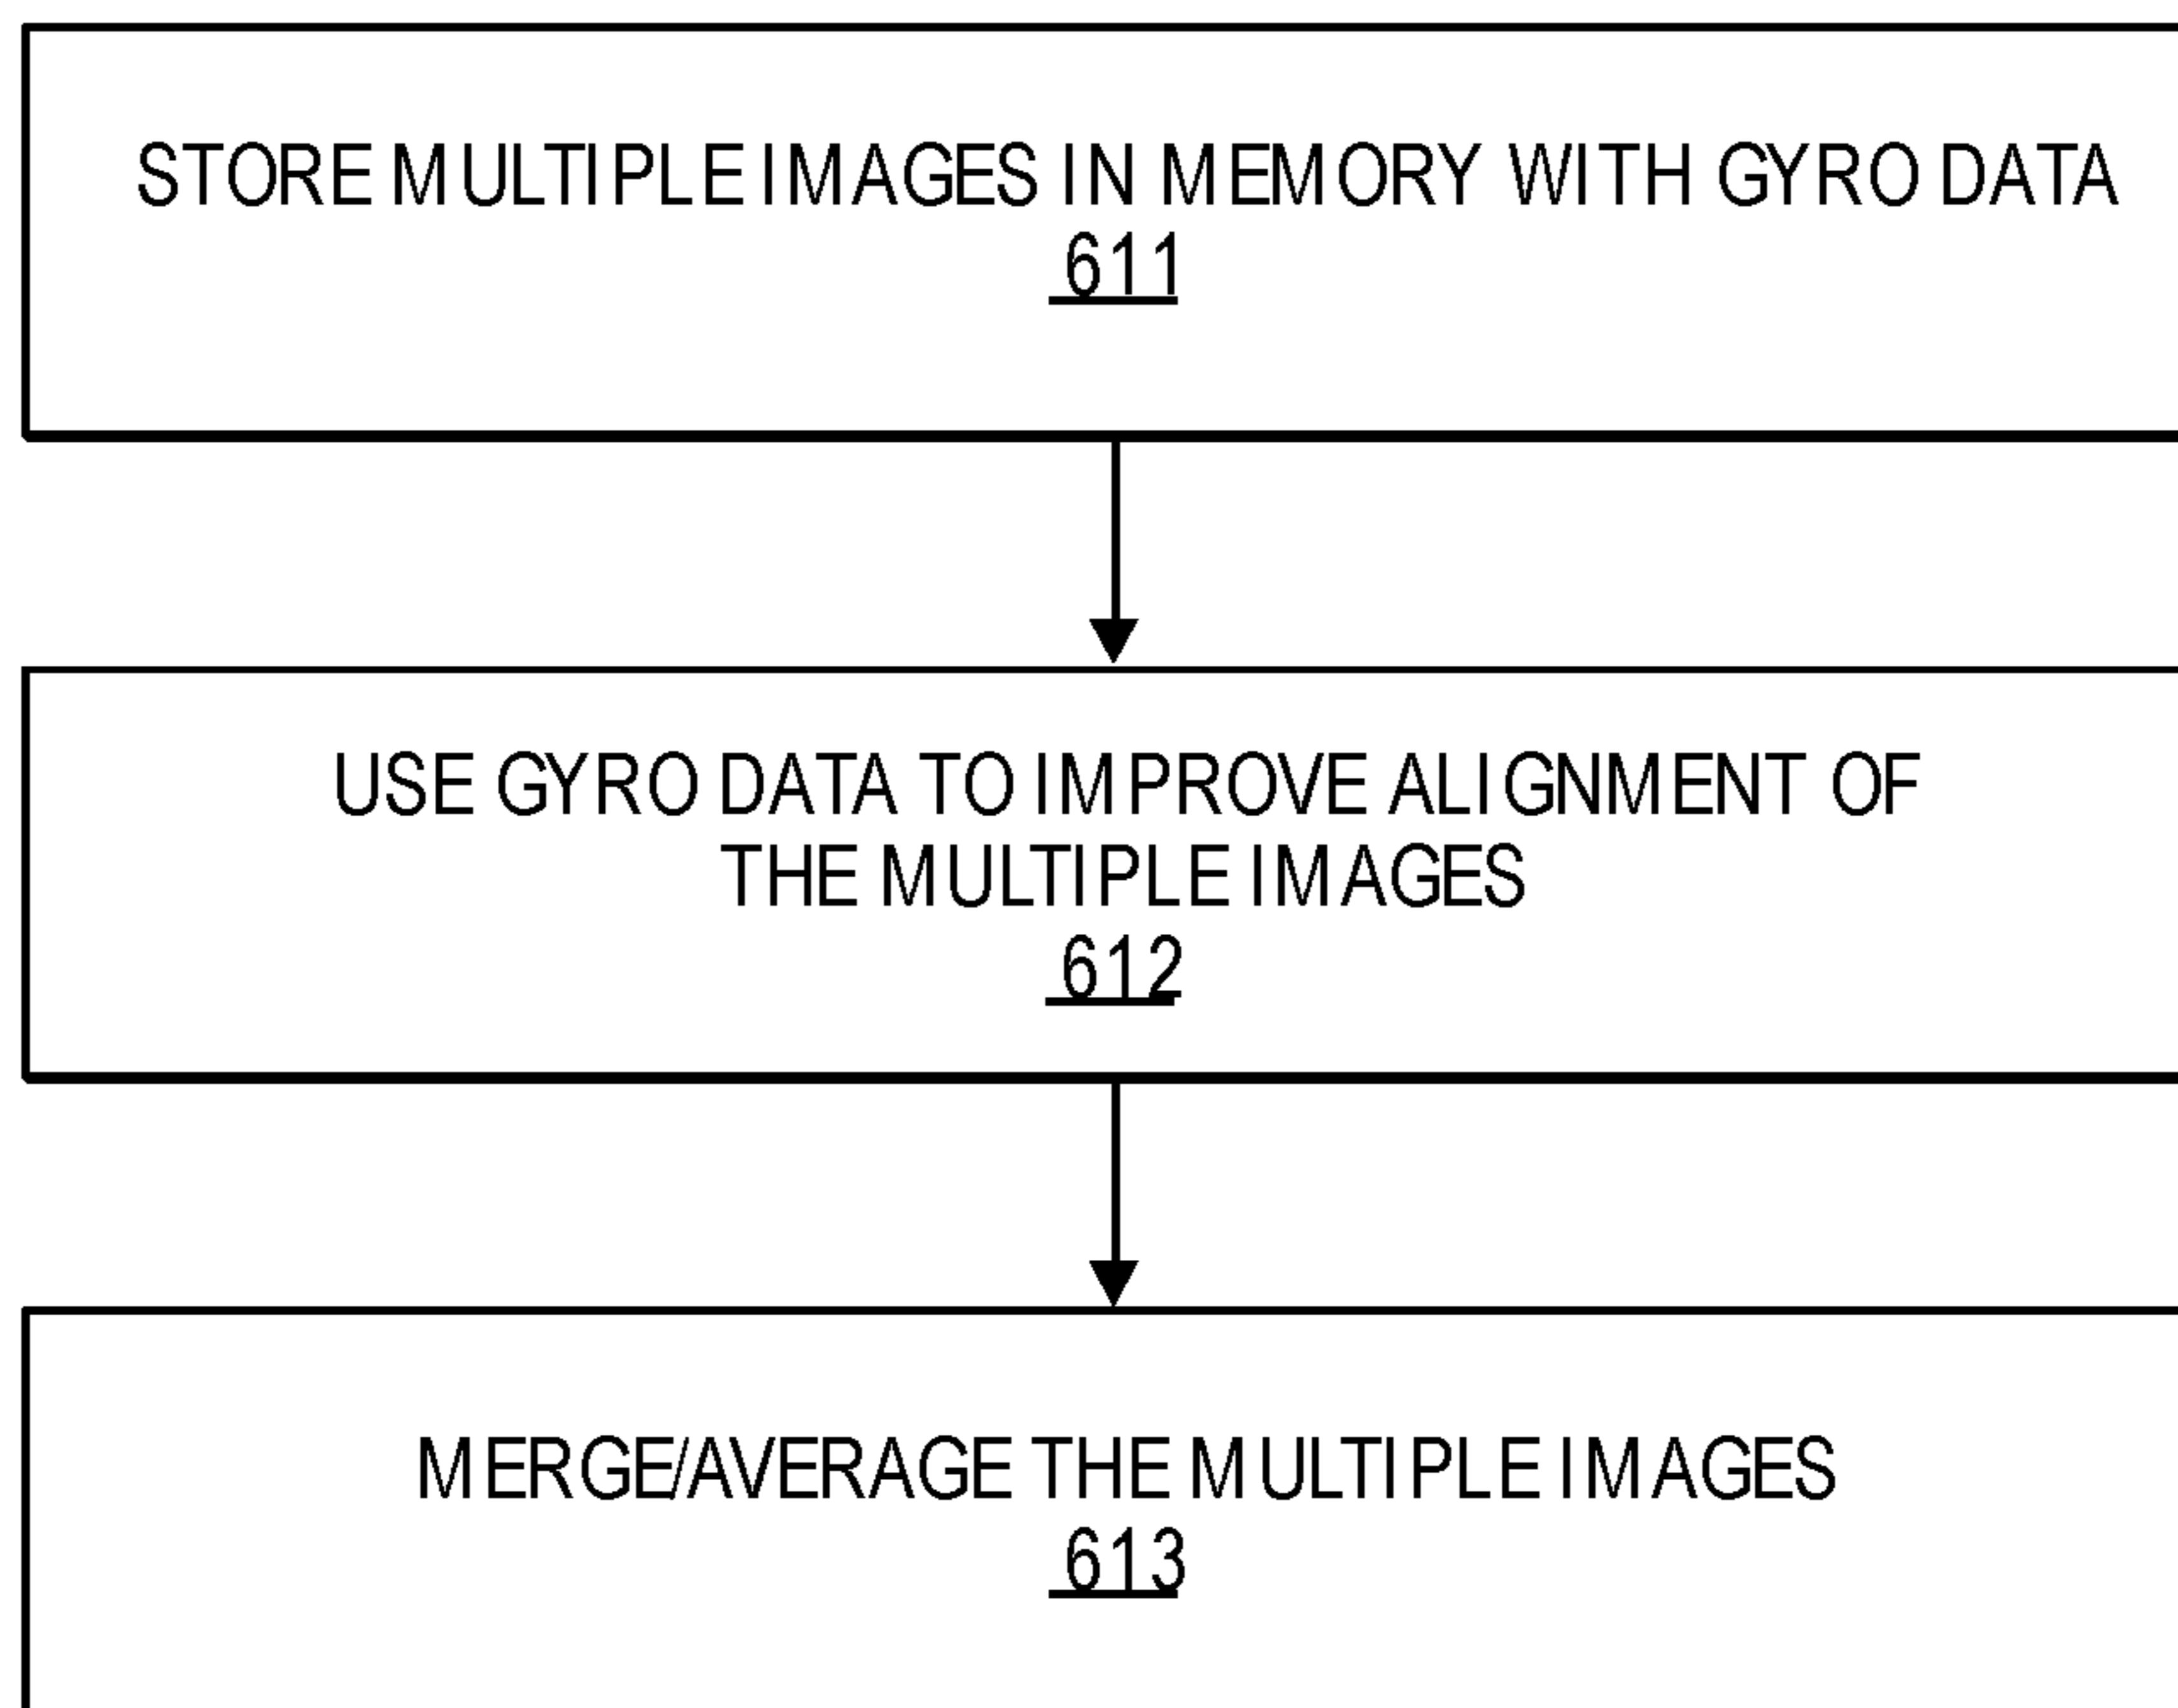 STORE MULTIPLE IMAGES IN MEMORY WITH GYRO DATA
611
USE GYRO DATA TO IMPROVE ALIGNMENT OF
THE MULTIPLE IMAGES
612
MERGE/AVERAGE THE MULTIPLE IMAGES
613